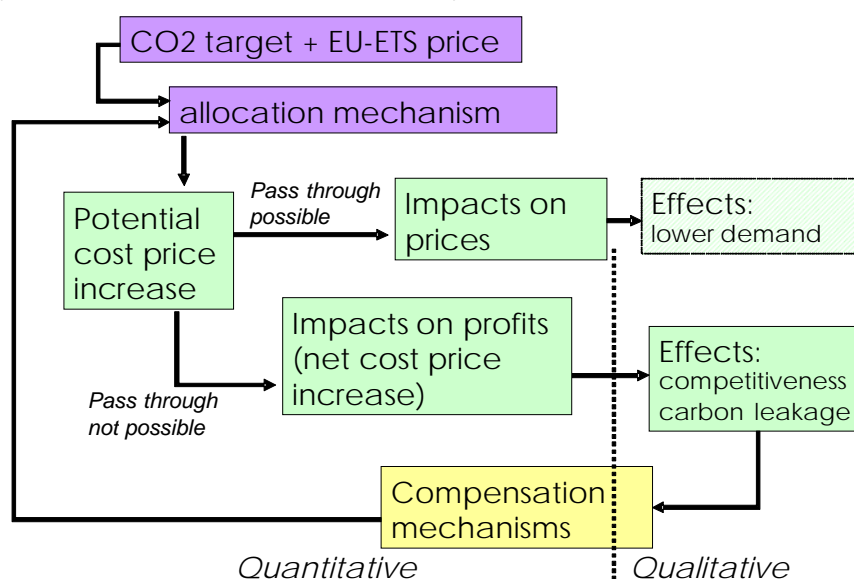 CO2 target + EU-ETS price
allocation mechanism
Pass through
possible
Potential
cost price
increase
Impacts on
prices
Effects:
lower demand
Impacts on profits
(net cost price
increase)
Effects:
competitiveness
carbon leakage
Pass through
not possible
Compensation
mechanisms
Quantitative
Qualitative